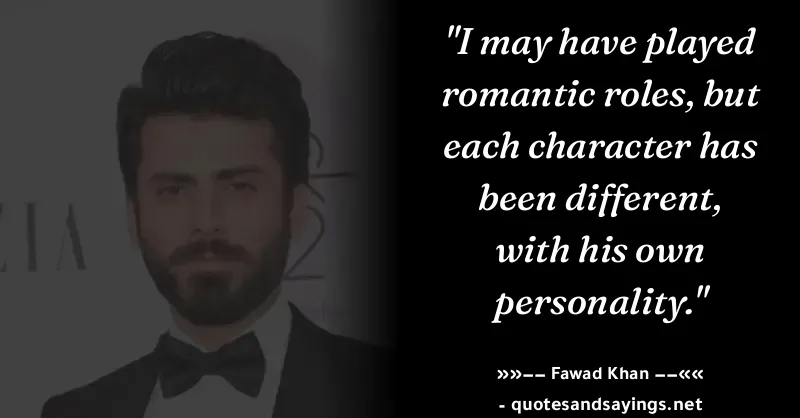 "I may have played
romantic roles, but
each character has
been different,
with his own
personality."
»»−− Fawad Khan −−««
- quotesandsayings.net
ZIA